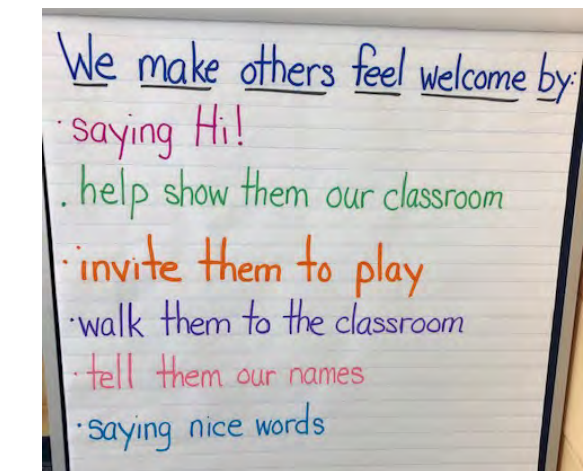 We make others feel welcome by:
· saying Hi!
· help show them our classroom
· invite them to play
· walk them to the classroom
· tell them our names
· saying nice words